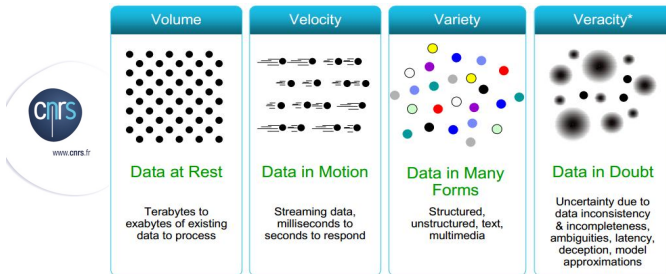 cnrs
www.cnrs.fr
Volume
Data at Rest
Terabytes to
exabytes of existing
data to process
Velocity
Data in Motion
Streaming data,
milliseconds to
seconds to respond
Variety
Data in Many
Forms
Structured,
unstructured, text,
multimedia
Veracity*
Data in Doubt
Uncertainty due to
data inconsistency
& incompleteness,
ambiguities, latency,
deception, model
approximations